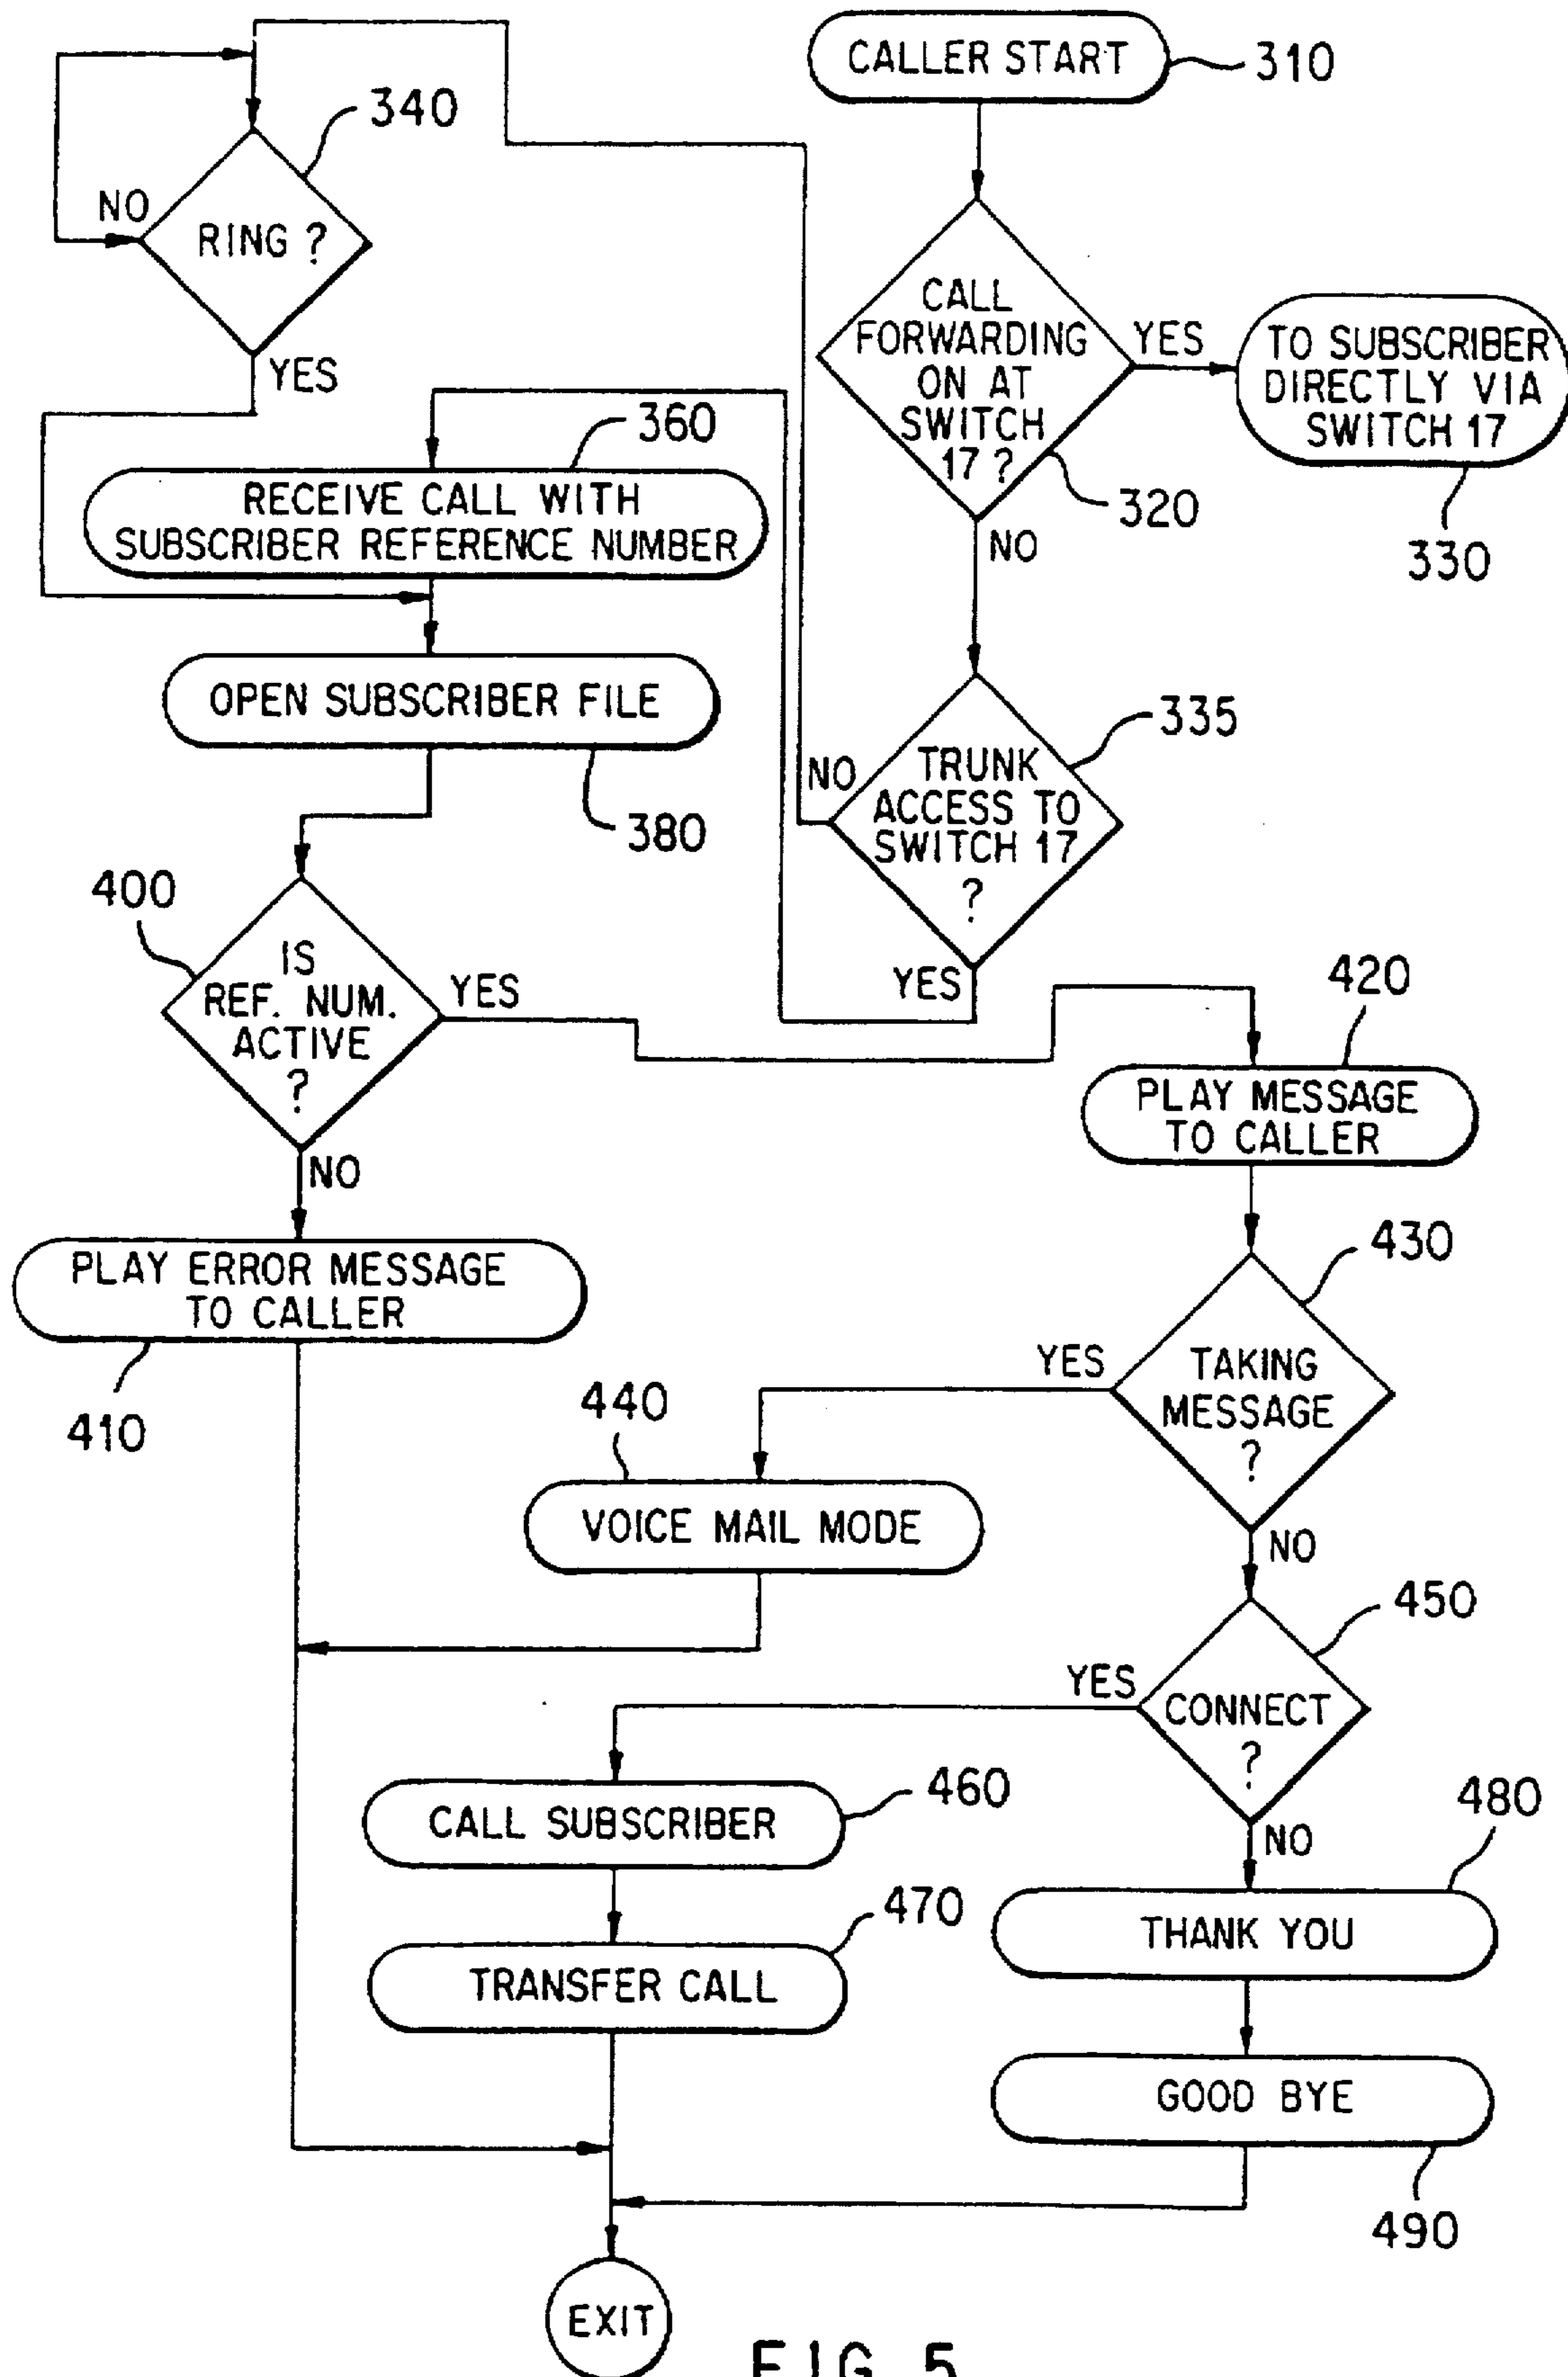 CALLER START
310
340
NO
RING ?
YES
CALL
FORWARDING
ON AT
SWITCH
17 ?
YES
TO SUBSCRIBER
DIRECTLY VIA
SWITCH 17
320
330
NO
360
RECEIVE CALL WITH
SUBSCRIBER REFERENCE NUMBER
OPEN SUBSCRIBER FILE
380
335
NO
TRUNK
ACCESS TO
SWITCH 17
?
YES
400
IS
REF. NUM.
ACTIVE
?
YES
NO
420
PLAY MESSAGE
TO CALLER
PLAY ERROR MESSAGE
TO CALLER
410
430
YES
TAKING
MESSAGE
?
NO
440
VOICE MAIL MODE
450
YES
CONNECT
?
NO
460
CALL SUBSCRIBER
480
THANK YOU
470
TRANSFER CALL
GOOD BYE
490
EXIT
FIG. 5